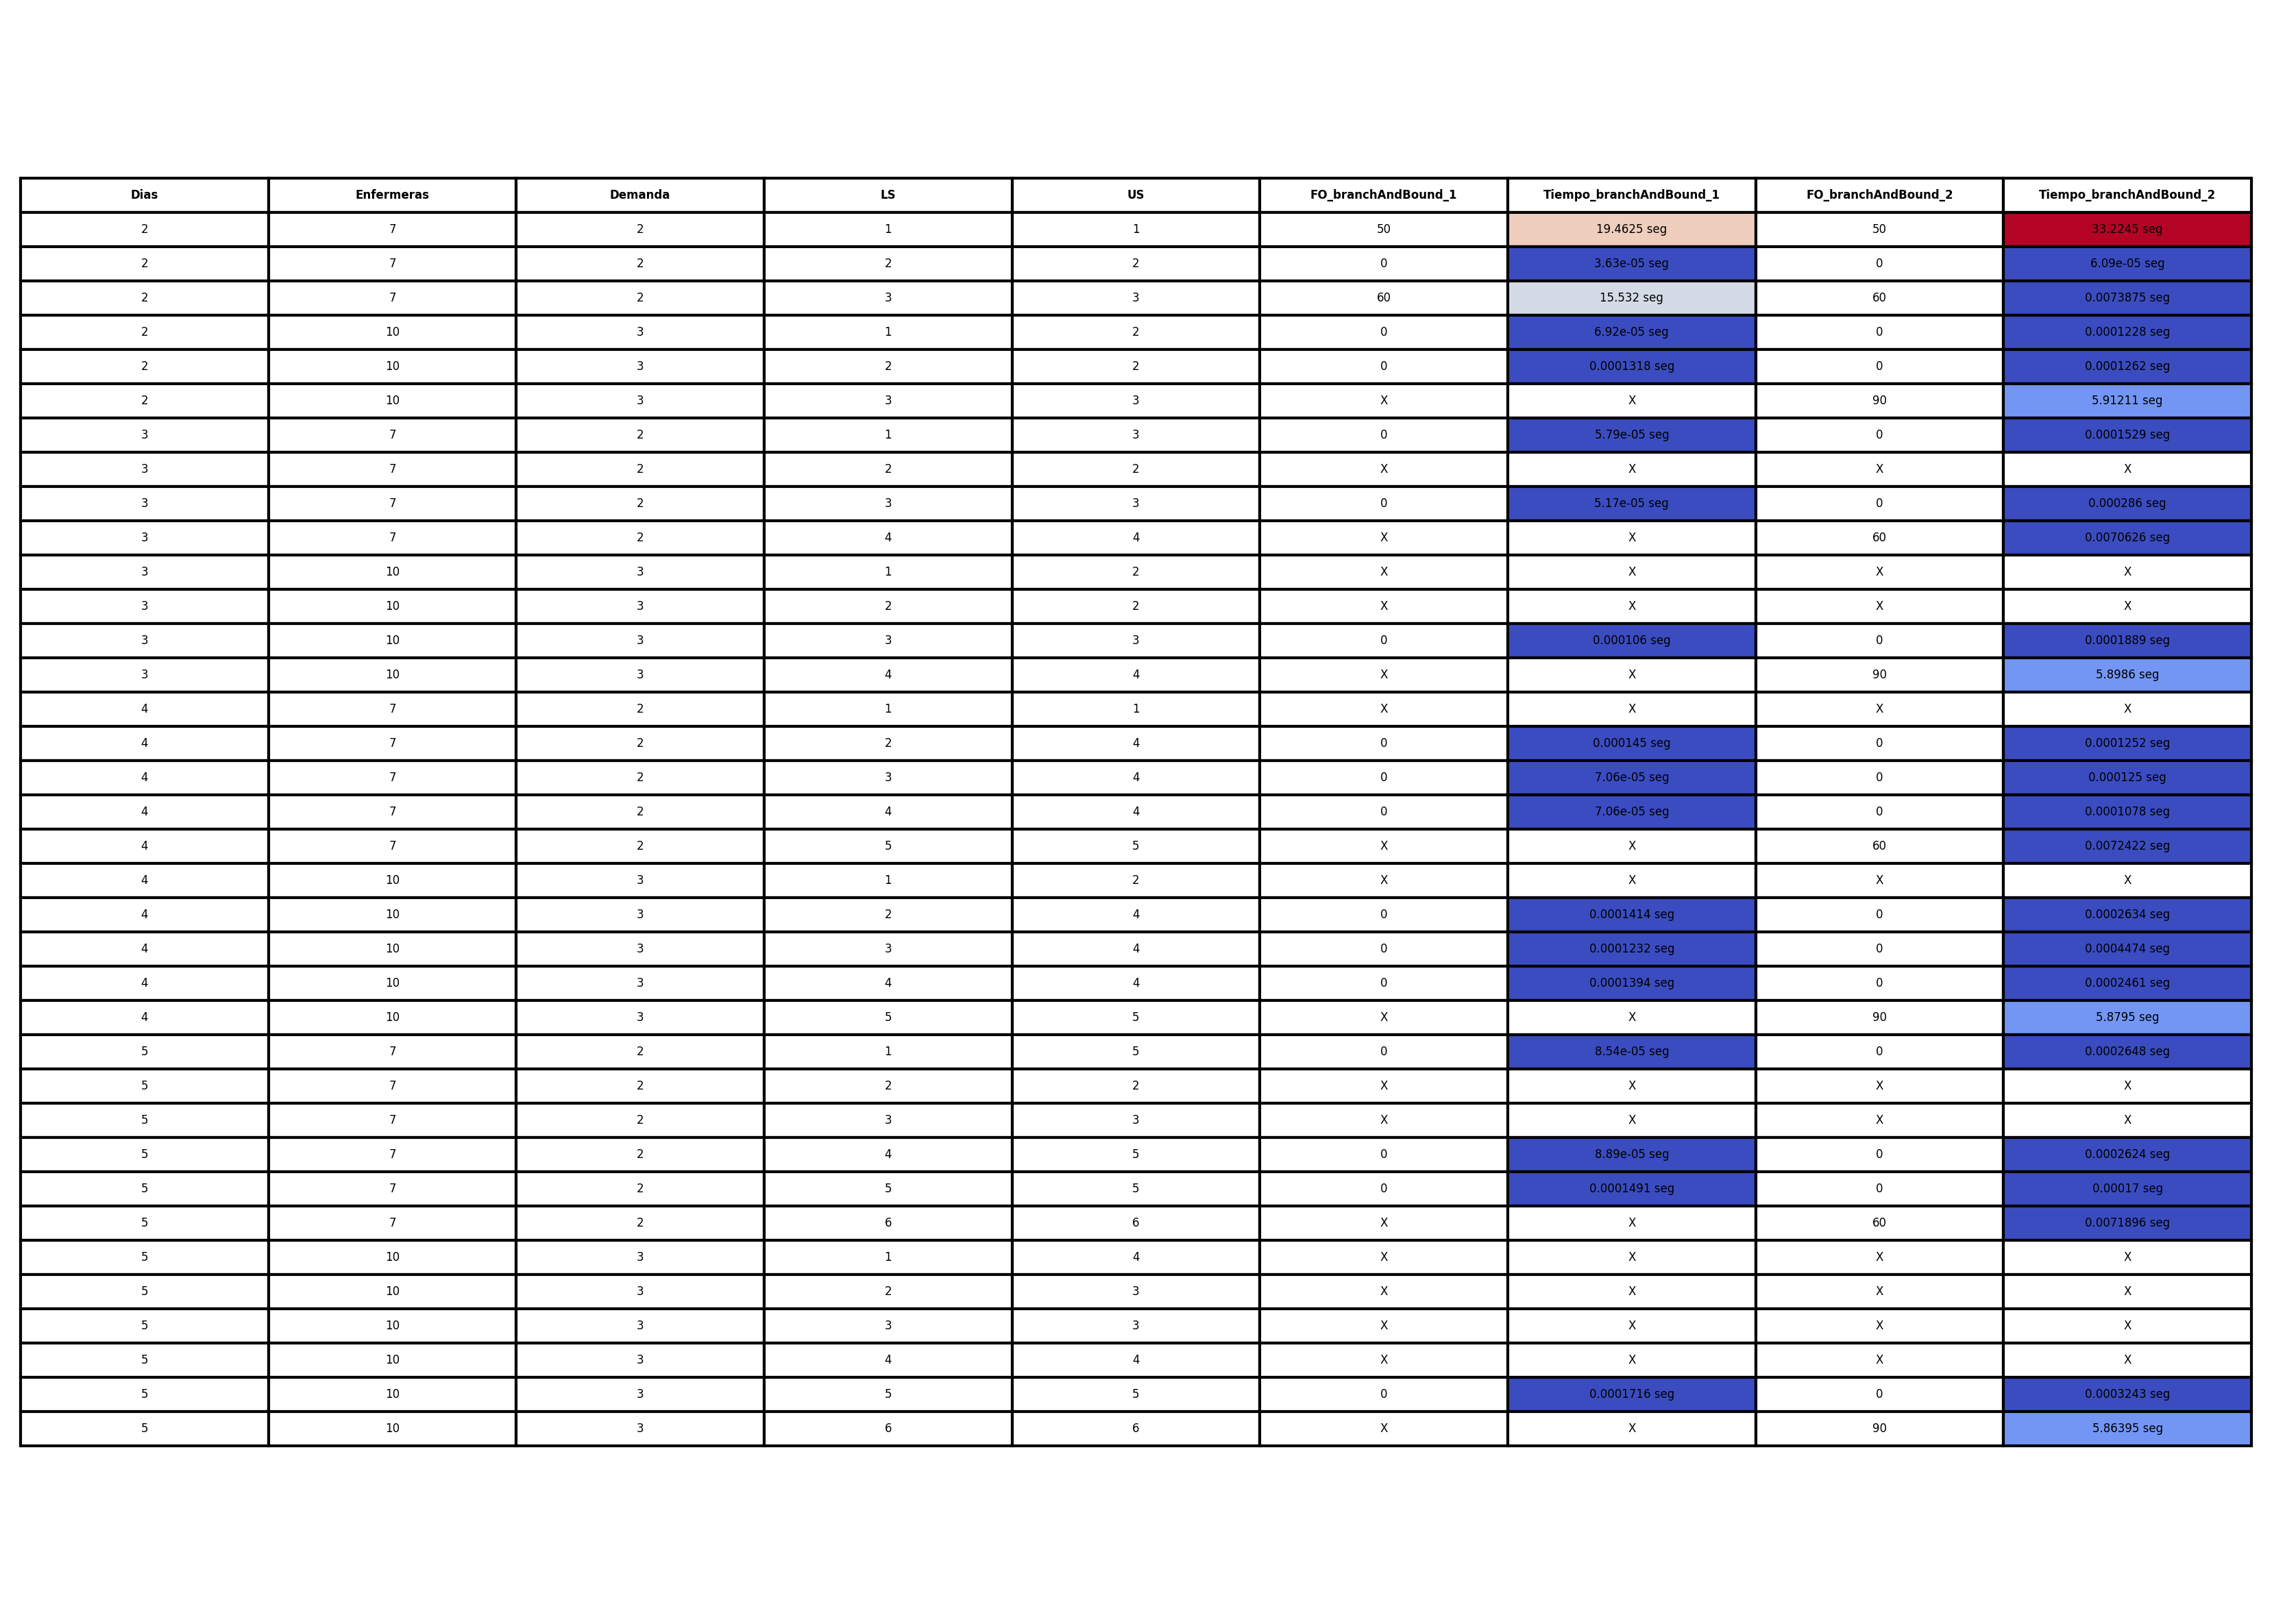 Dias Enfermeras Demanda LS US FO_branchAndBound_1 Tiempo_branchAndBound_1 FO_branchAndBound_2 Tiempo_branchAndBound_2
2 7 2 1 1 50 19.4625 seg 50 33.2245 seg
2 7 2 2 2 0 3.63e-05 seg 0 6.09e-05 seg
2 7 2 3 3 60 15.532 seg 60 0.0073875 seg
2 10 3 1 2 0 6.92e-05 seg 0 0.0001228 seg
2 10 3 2 2 0 0.0001318 seg 0 0.0001262 seg
2 10 3 3 3 X X 90 5.91211 seg
3 7 2 1 3 0 5.79e-05 seg 0 0.0001529 seg
3 7 2 2 2 X X X X
3 7 2 3 3 0 5.17e-05 seg 0 0.000286 seg
3 7 2 4 4 X X 60 0.0070626 seg
3 10 3 1 2 X X X X
3 10 3 2 2 X X X X
3 10 3 3 3 0 0.000106 seg 0 0.0001889 seg
3 10 3 4 4 X X 90 5.8986 seg
4 7 2 1 1 X X X X
4 7 2 2 4 0 0.000145 seg 0 0.0001252 seg
4 7 2 3 4 0 7.06e-05 seg 0 0.000125 seg
4 7 2 4 4 0 7.06e-05 seg 0 0.0001078 seg
4 7 2 5 5 X X 60 0.0072422 seg
4 10 3 1 2 X X X X
4 10 3 2 4 0 0.0001414 seg 0 0.0002634 seg
4 10 3 3 4 0 0.0001232 seg 0 0.0004474 seg
4 10 3 4 4 0 0.0001394 seg 0 0.0002461 seg
4 10 3 5 5 X X 90 5.8795 seg
5 7 2 1 5 0 8.54e-05 seg 0 0.0002648 seg
5 7 2 2 2 X X X X
5 7 2 3 3 X X X X
5 7 2 4 5 0 8.89e-05 seg 0 0.0002624 seg
5 7 2 5 5 0 0.0001491 seg 0 0.00017 seg
5 7 2 6 6 X X 60 0.0071896 seg
5 10 3 1 4 X X X X
5 10 3 2 3 X X X X
5 10 3 3 3 X X X X
5 10 3 4 4 X X X X
5 10 3 5 5 0 0.0001716 seg 0 0.0003243 seg
5 10 3 6 6 X X 90 5.86395 seg